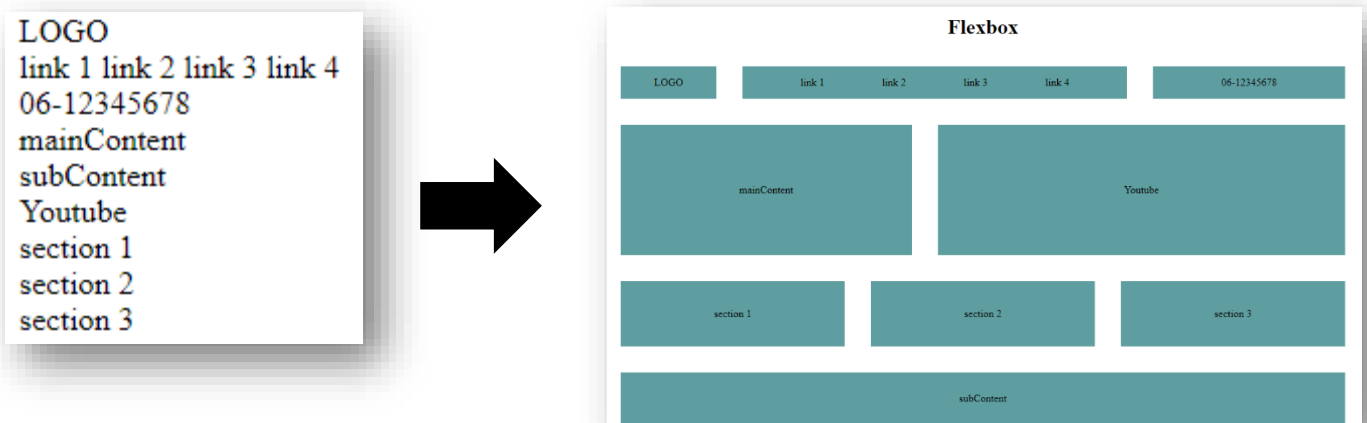 LOGO
link 1 link 2 link 3 link 4
06-12345678
mainContent
subContent
Youtube
section 1
section 2
section 3
Flexbox
LOGO
link 1 link 2 link 3 link 4
06-12345678
mainContent
Youtube
section 1
section 2
section 3
subContent